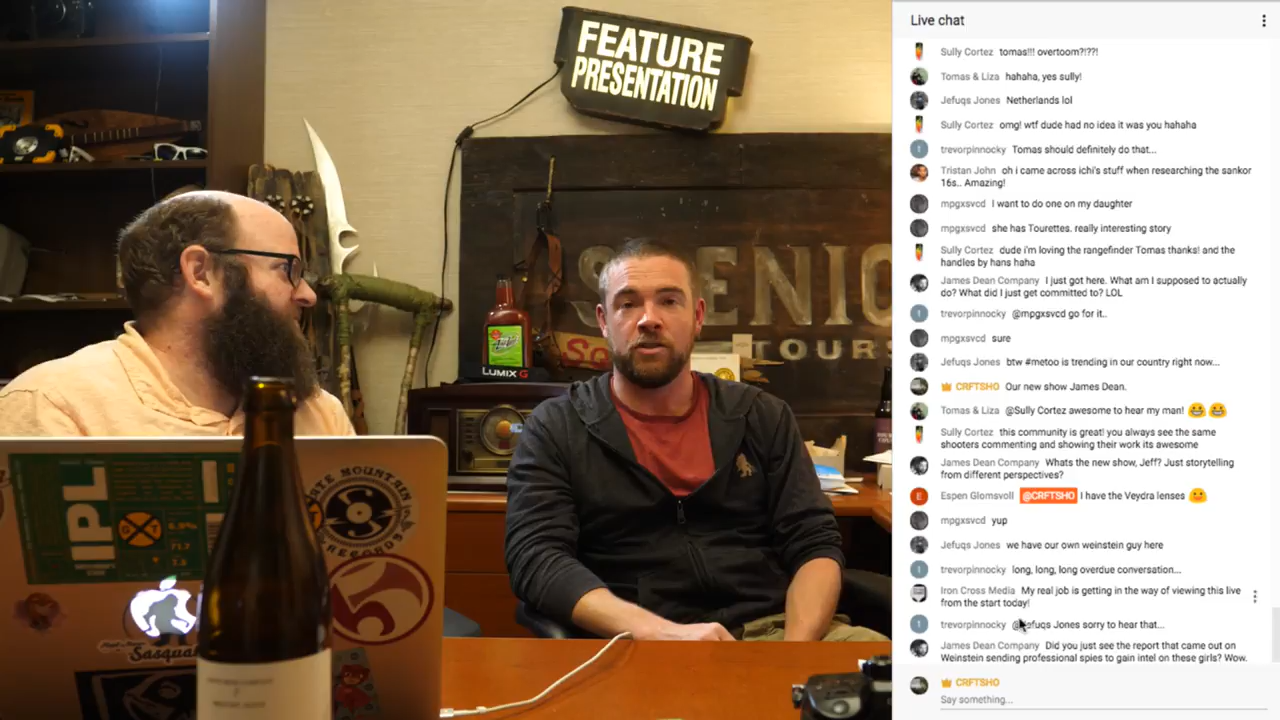 FEATURE
PRESENTATION
SCENIC
TOURS
LUMIX G
IPL
5.5%
71.7
7.5
MOUNTAIN
RECORDS
Sasqua
Live chat
Sully Cortez tomas!!! overtoom?!??!
Tomas & Liza hahaha, yes sully!
Jefuqs Jones Netherlands lol
Sully Cortez omg! wtf dude had no idea it was you hahaha
trevorpinnocky Tomas should definitely do that...
Tristan John oh i came across ichi's stuff when researching the sankor
16s.. Amazing!
mpgxsvcd I want to do one on my daughter
mpgxsvcd she has Tourettes. really interesting story
Sully Cortez dude i'm loving the rangefinder Tomas thanks! and the
handles by hans haha
James Dean Company I just got here. What am I supposed to actually
do? What did I just get committed to? LOL
trevorpinnocky @mpgxsvcd go for it..
mpgxsvcd sure
Jefuqs Jones btw #metoo is trending in our country right now...
CRFTSHO Our new show James Dean.
Tomas & Liza @Sully Cortez awesome to hear my man! 😁 😁
Sully Cortez this community is great! you always see the same
shooters commenting and showing their work its awesome
James Dean Company Whats the new show, Jeff? Just storytelling
from different perspectives?
Espen Glomsvoll @CRFTSHO I have the Veydra lenses
mpgxsvcd yup
Jefuqs Jones we have our own weinstein guy here
trevorpinnocky long, long, long overdue conversation...
Iron Cross Media My real job is getting in the way of viewing this live
from the start today!
trevorpinnocky @Jefuqs Jones sorry to hear that...
James Dean Company Did you just see the report that came out on
Weinstein sending professional spies to gain intel on these girls? Wow.
CRFTSHO
Say something...